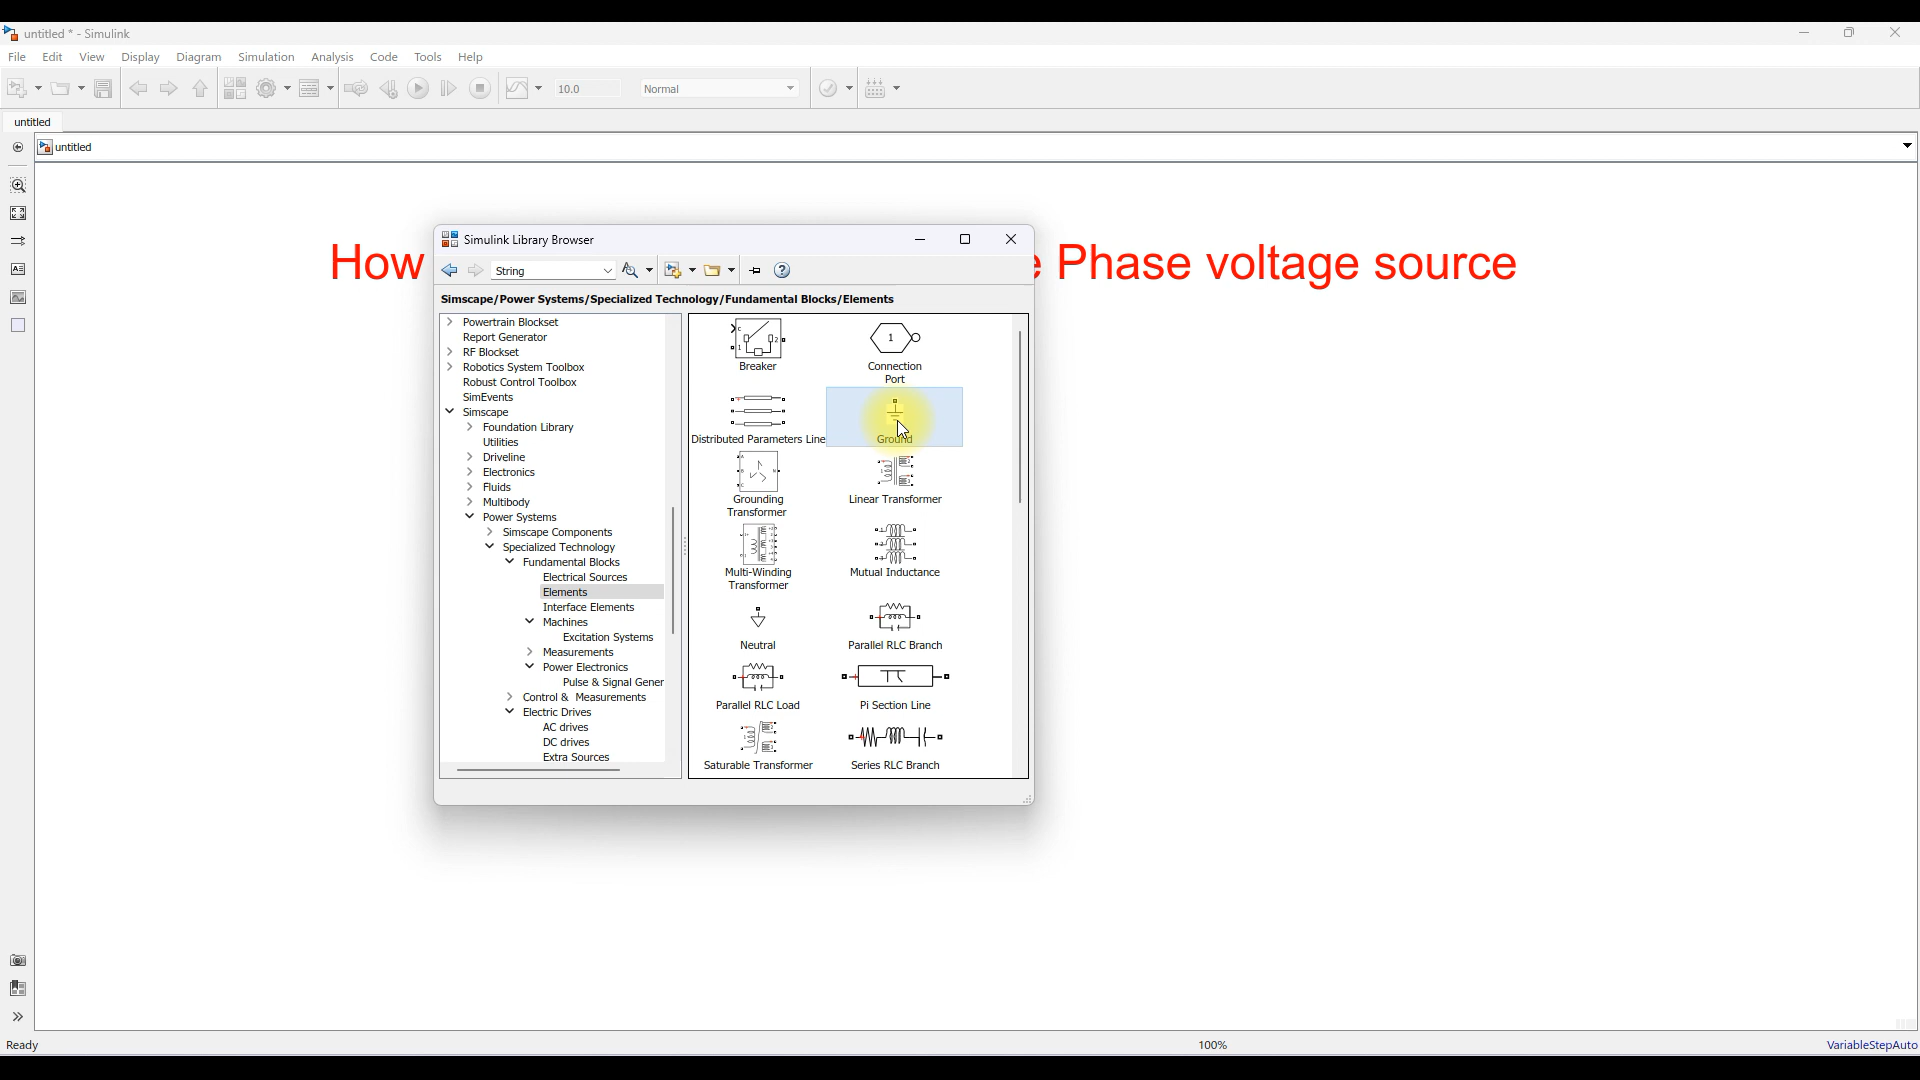 untitled * - Simulink
File Edit View Display Diagram Simulation Analysis Code Tools Help
10.0 Normal
untitled
untitled
How Phase voltage source
Simulink Library Browser
String
Simscape/Power Systems/Specialized Technology/Fundamental Blocks/Elements
Powertrain Blockset
Report Generator
RF Blockset
Robotics System Toolbox
Robust Control Toolbox
SimEvents
Simscape
Foundation Library
Utilities
Driveline
Electronics
Fluids
Multibody
Power Systems
Simscape Components
Specialized Technology
Fundamental Blocks
Electrical Sources
Elements
Interface Elements
Machines
Excitation Systems
Measurements
Power Electronics
Pulse & Signal Gener
Control & Measurements
Electric Drives
AC drives
DC drives
Extra Sources
Breaker
1
Connection
Port
Distributed Parameters Line
Ground
Grounding
Transformer
Linear Transformer
Multi-Winding
Transformer
Mutual Inductance
Neutral
Parallel RLC Branch
Parallel RLC Load
Pi Section Line
Saturable Transformer
Series RLC Branch
Ready
100%
VariableStepAuto